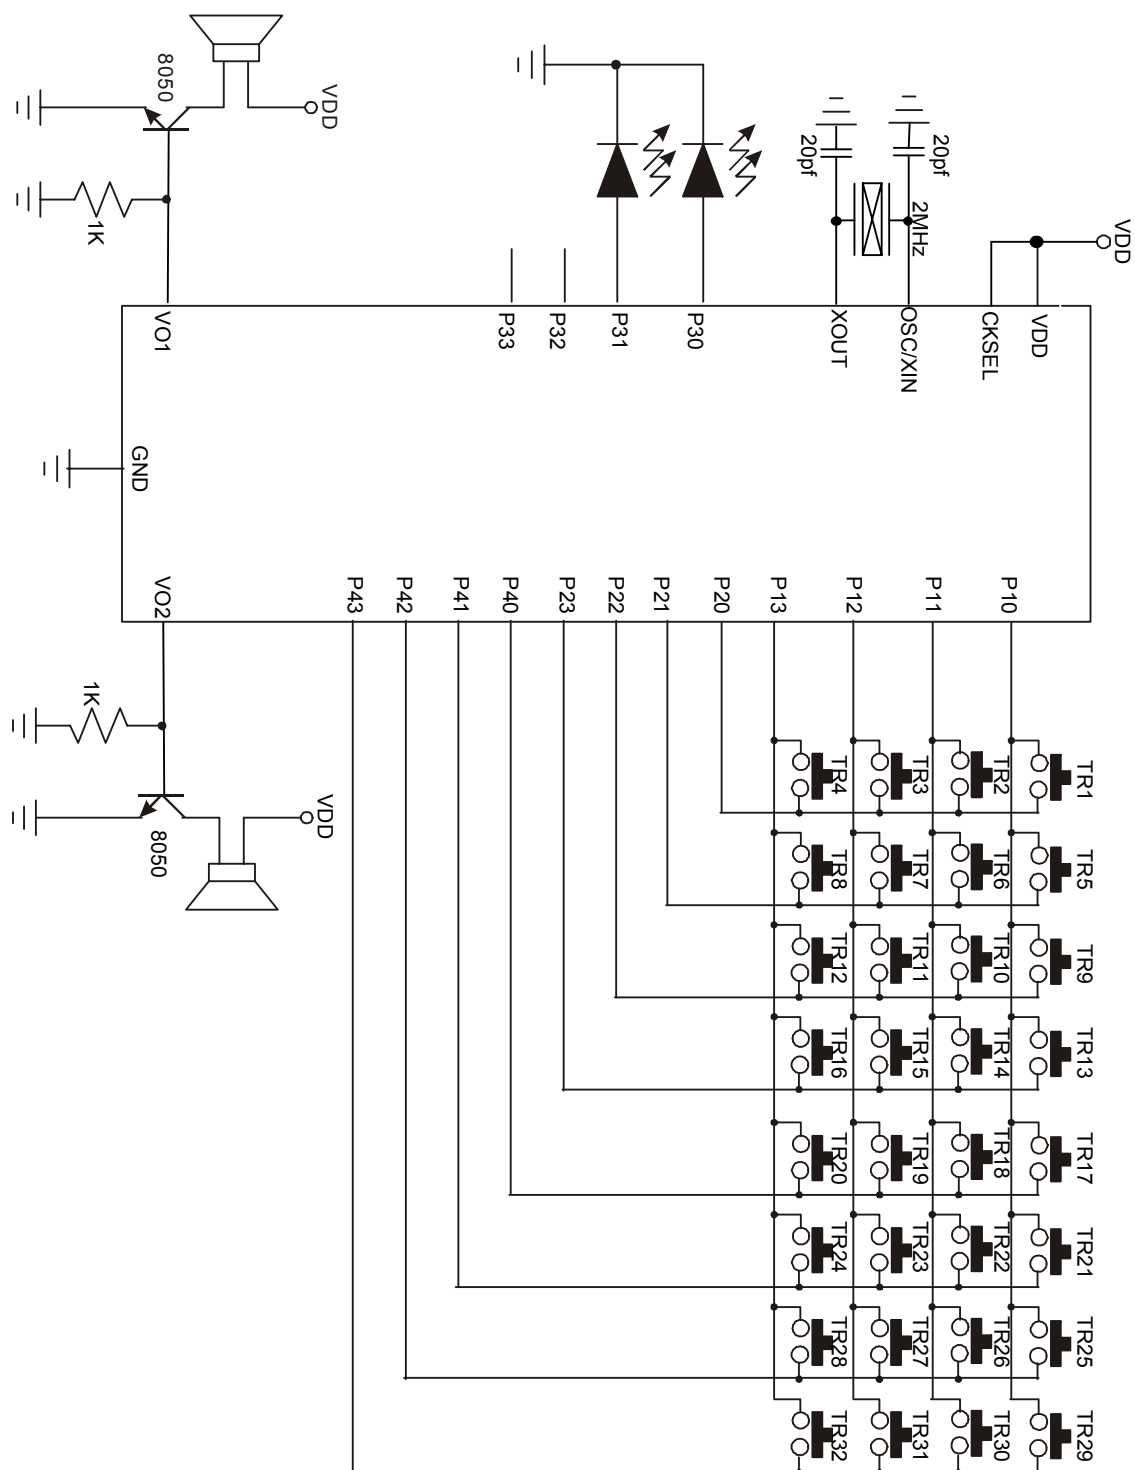 8050
VDD
1K
20pf
20pf
2MHz
VDD
VO1
P33
P32
P31
P30
XOUT
OSC/XIN
CKSEL
VDD
GND
VO2
P43
P42
P41
P40
P23
P22
P21
P20
P13
P12
P11
P10
1K
8050
VDD
TR4
TR3
TR2
TR1
TR8
TR7
TR6
TR5
TR12
TR11
TR10
TR9
TR16
TR15
TR14
TR13
TR20
TR19
TR18
TR17
TR24
TR23
TR22
TR21
TR28
TR27
TR26
TR25
TR32
TR31
TR30
TR29